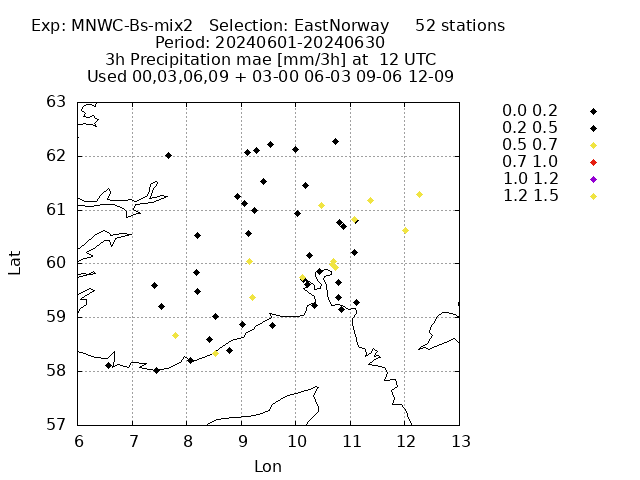 Exp: MNWC-Bs-mix2 Selection: EastNorway 52 stations
Period: 20240601-20240630
3h Precipitation mae [mm/3h] at 12 UTC
Used 00,03,06,09 + 03-00 06-03 09-06 12-09
0.0 0.2
0.2 0.5
0.5 0.7
0.7 1.0
1.0 1.2
1.2 1.5
63
62
61
60
59
58
57
Lat
6 7 8 9 10 11 12 13
Lon